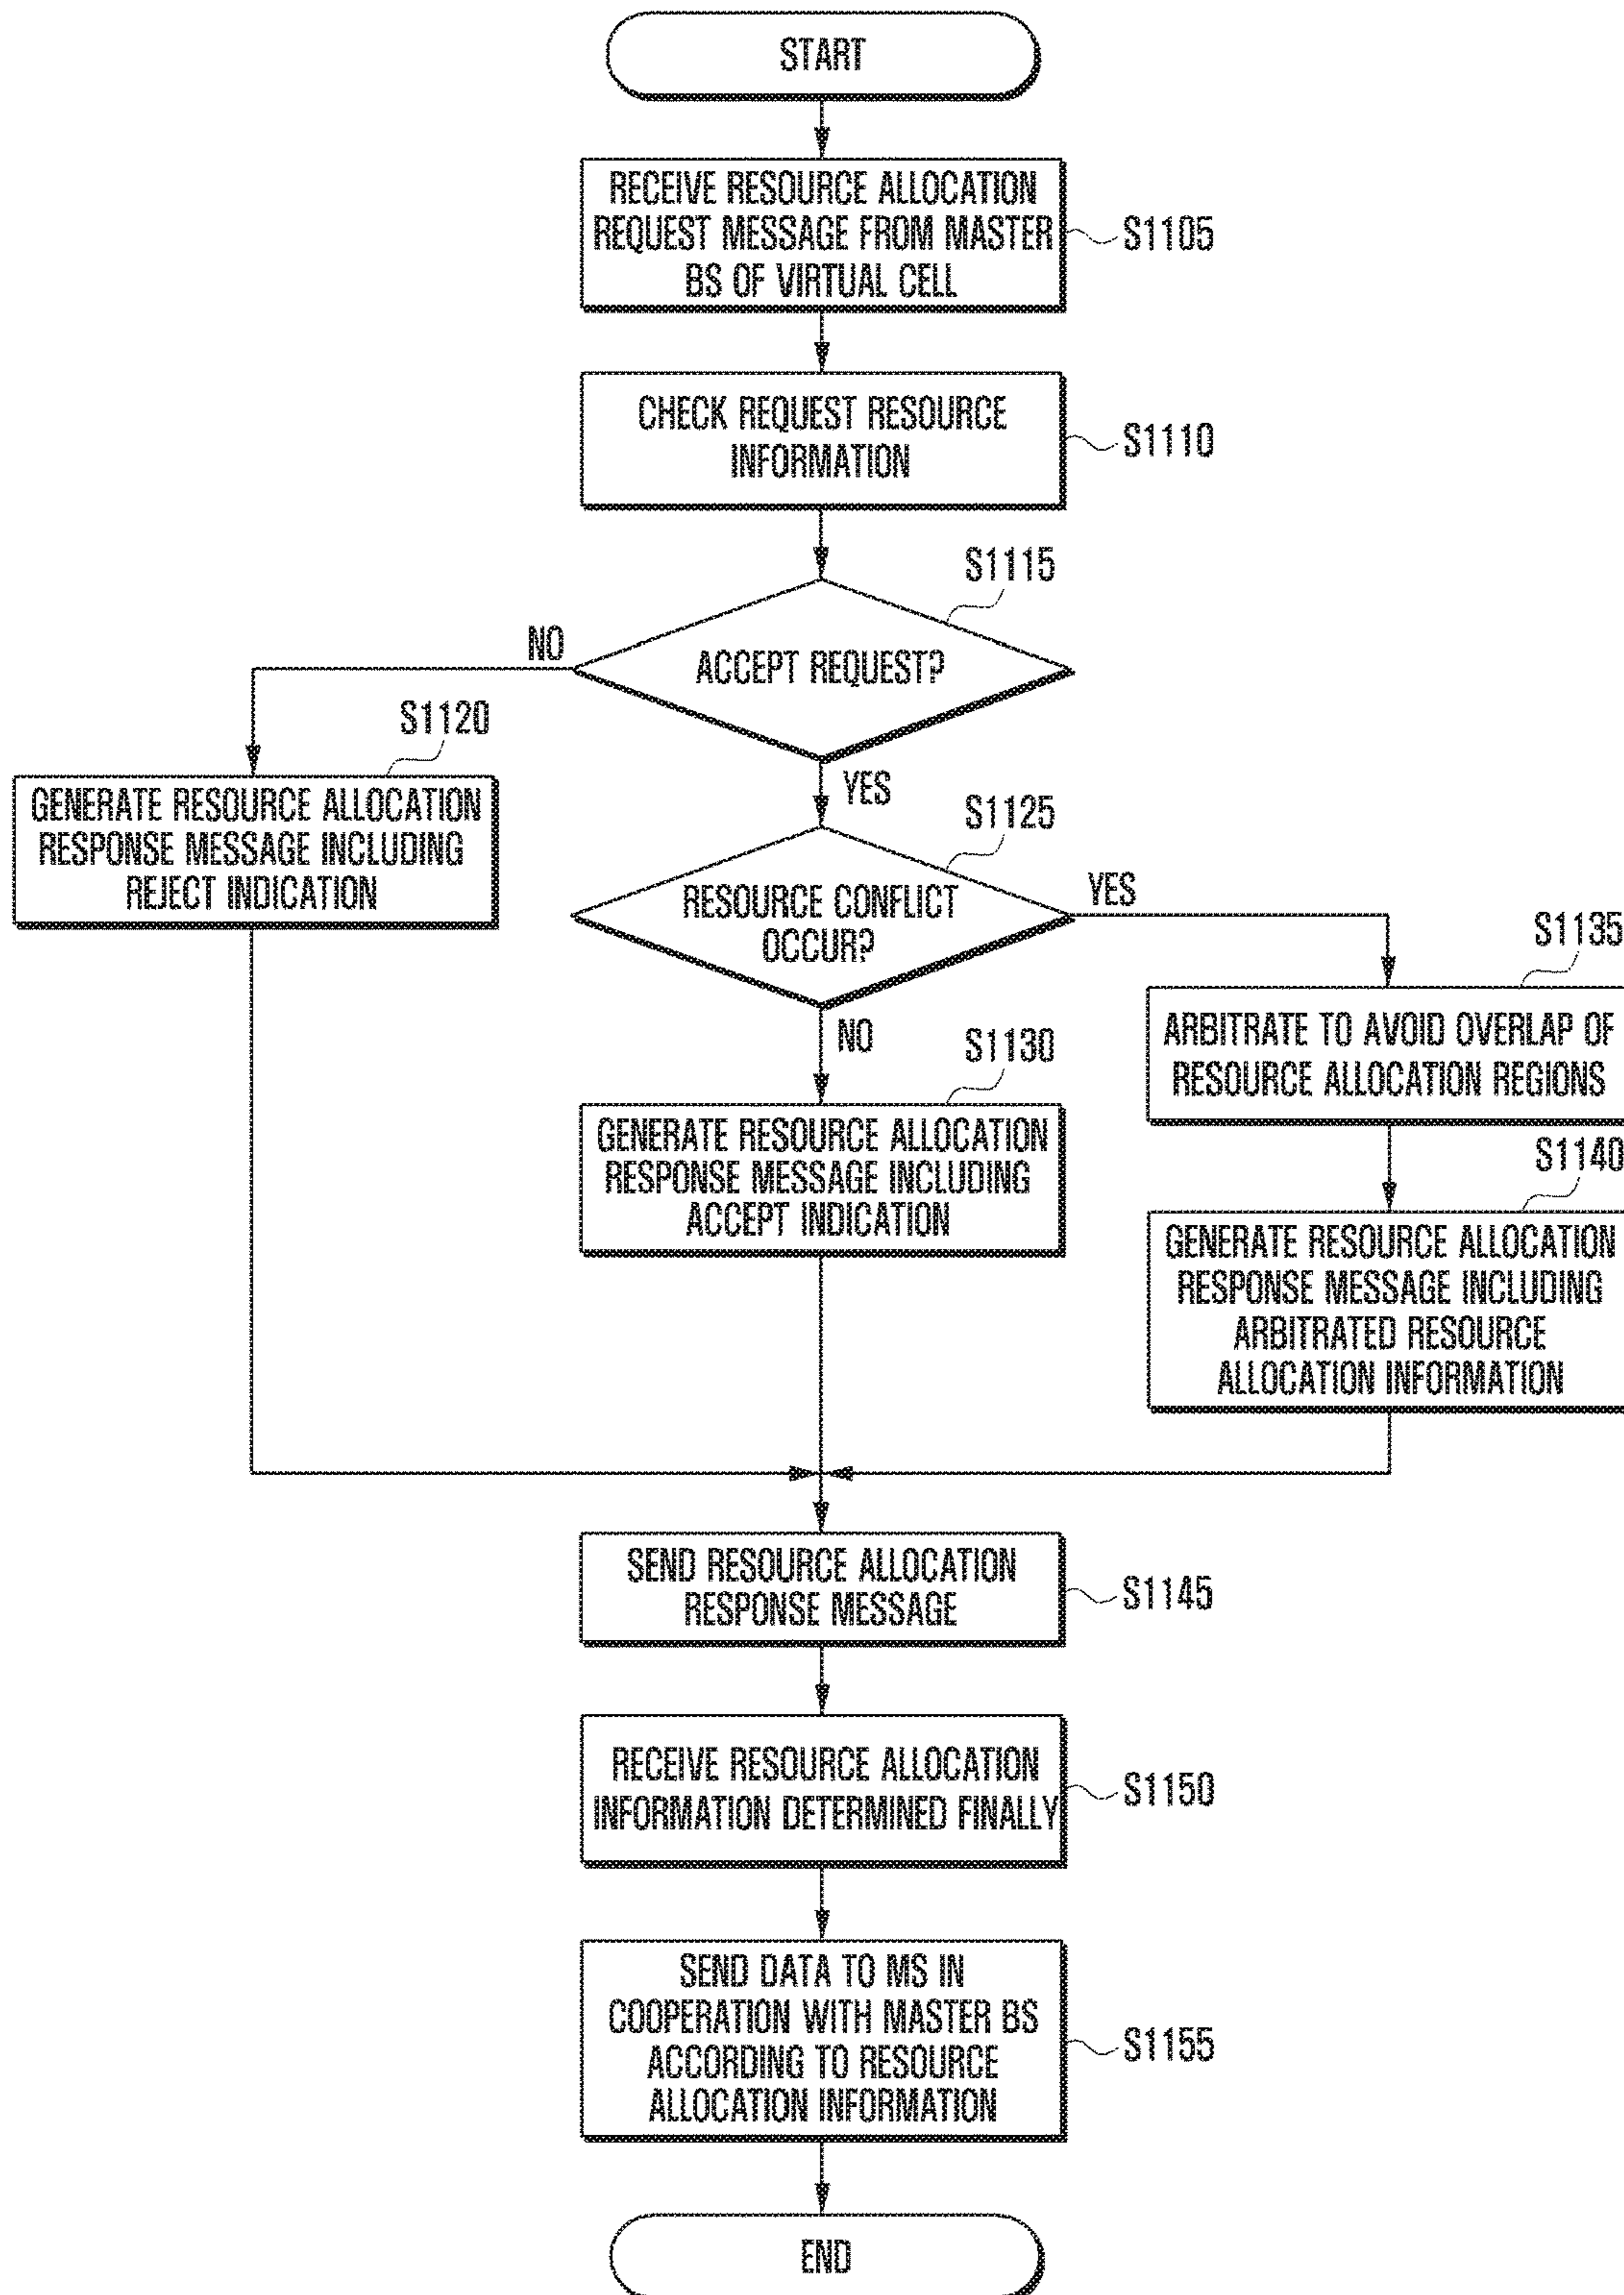 START
RECEIVE RESOURCE ALLOCATION
REQUEST MESSAGE FROM MASTER
BS OF VIRTUAL CELL
S1105
CHECK REQUEST RESOURCE
INFORMATION
S1110
S1115
ACCEPT REQUEST?
NO
YES
S1120
GENERATE RESOURCE ALLOCATION
RESPONSE MESSAGE INCLUDING
REJECT INDICATION
S1125
RESOURCE CONFLICT
OCCUR?
YES
NO
S1135
ARBITRATE TO AVOID OVERLAP OF
RESOURCE ALLOCATION REGIONS
S1130
GENERATE RESOURCE ALLOCATION
RESPONSE MESSAGE INCLUDING
ACCEPT INDICATION
S1140
GENERATE RESOURCE ALLOCATION
RESPONSE MESSAGE INCLUDING
ARBITRATED RESOURCE
ALLOCATION INFORMATION
SEND RESOURCE ALLOCATION
RESPONSE MESSAGE
S1145
RECEIVE RESOURCE ALLOCATION
INFORMATION DETERMINED FINALLY
S1150
SEND DATA TO MS IN
COOPERATION WITH MASTER BS
ACCORDING TO RESOURCE
ALLOCATION INFORMATION
S1155
END